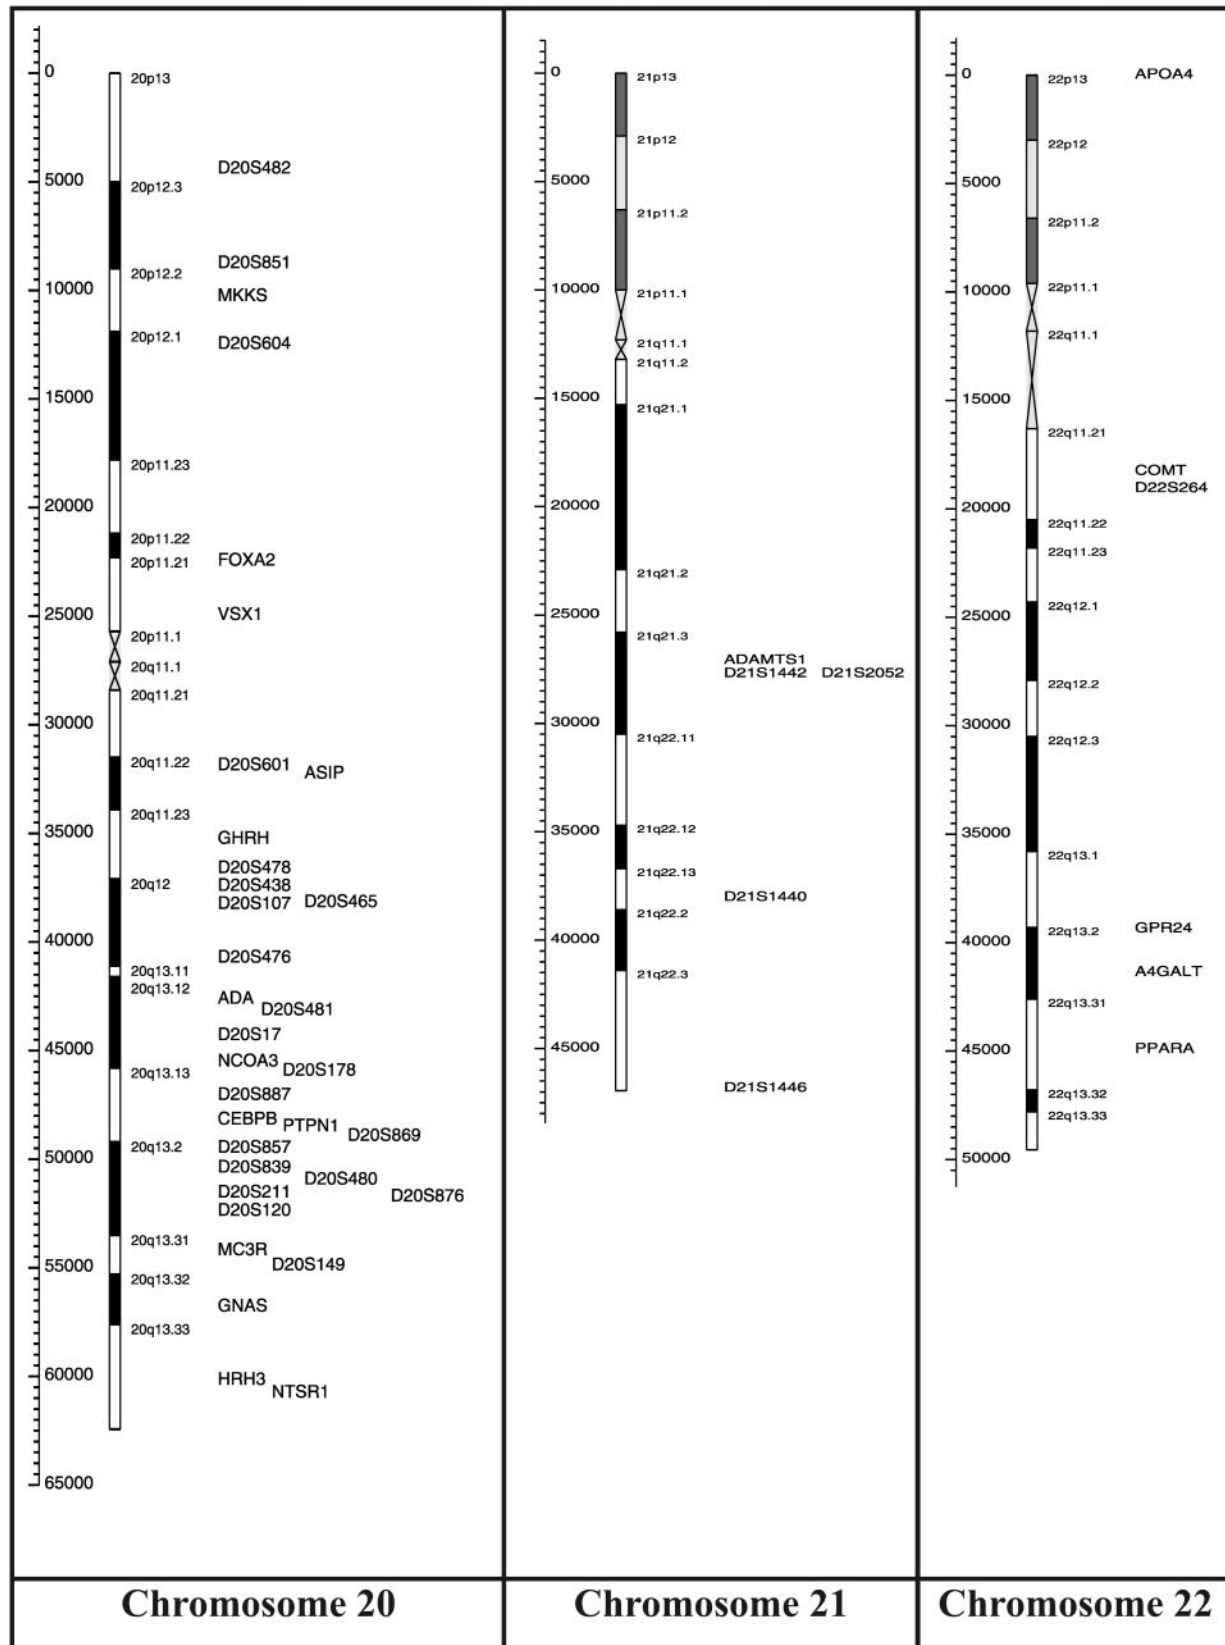 0
20p13
D20S482
5000
20p12.3
D20S851
20p12.2
10000
MKKS
20p12.1
D20S604
15000
20p11.23
20000
20p11.22
FOXA2
20p11.21
VSX1
25000
20p11.1
20q11.1
20q11.21
30000
20q11.22
D20S601 ASIP
20q11.23
35000
GHRH
D20S478
20q12
D20S438
D20S107 D20S465
40000
D20S476
20q13.11
20q13.12
ADA D20S481
D20S17
45000
NCOA3 D20S178
20q13.13
D20S887
CEBPB PTPN1 D20S869
20q13.2
D20S857
50000
D20S839 D20S480
D20S211 D20S876
D20S120
20q13.31
MC3R D20S149
55000
20q13.32
GNAS
20q13.33
60000
HRH3 NTSR1
65000
Chromosome 20
0
21p13
21p12
5000
21p11.2
10000
21p11.1
21q11.1
21q11.2
15000
21q21.1
20000
21q21.2
25000
21q21.3
ADAMTS1
D21S1442 D21S2052
30000
21q22.11
35000
21q22.12
21q22.13
D21S1440
21q22.2
40000
21q22.3
45000
D21S1446
Chromosome 21
0
22p13
APOA4
22p12
5000
22p11.2
22p11.1
10000
22q11.1
15000
22q11.21
COMT
D22S264
20000
22q11.22
22q11.23
22q12.1
25000
22q12.2
30000
22q12.3
35000
22q13.1
GPR24
22q13.2
40000
A4GALT
22q13.31
45000
PPARA
22q13.32
22q13.33
50000
Chromosome 22